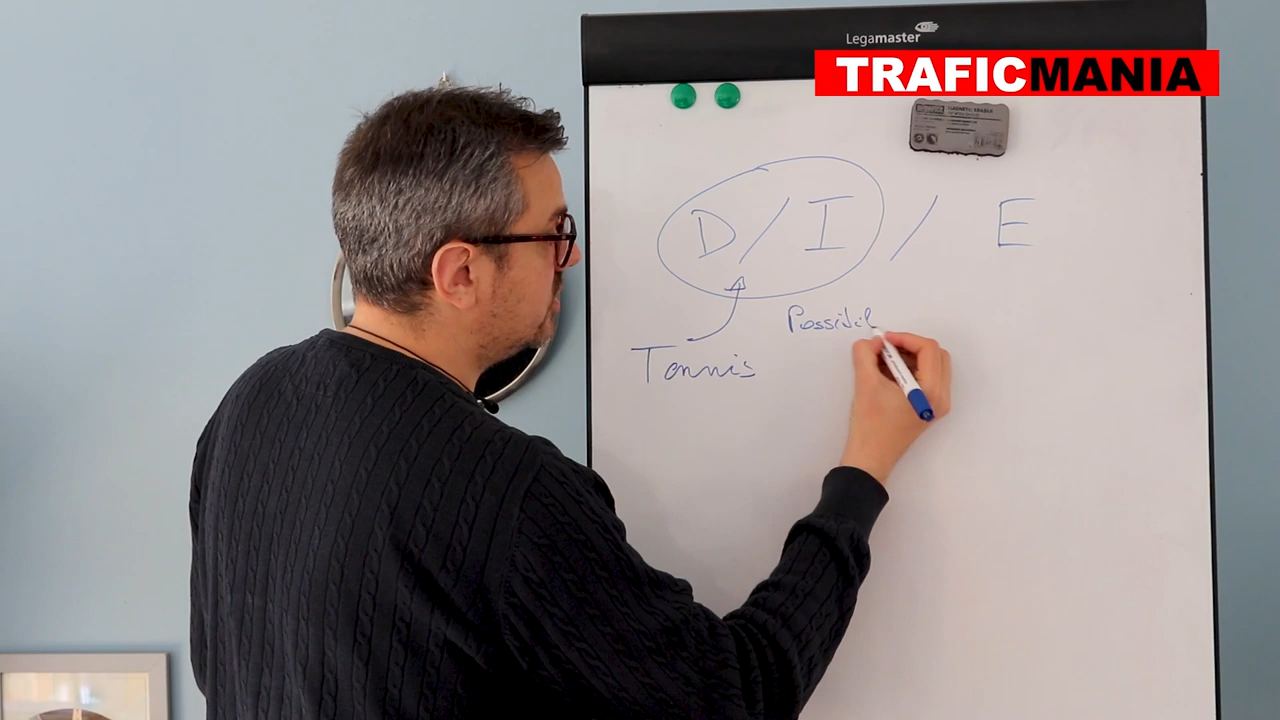 Legamaster
TRAFICMANIA
D / I / E
Possibil
Tennis